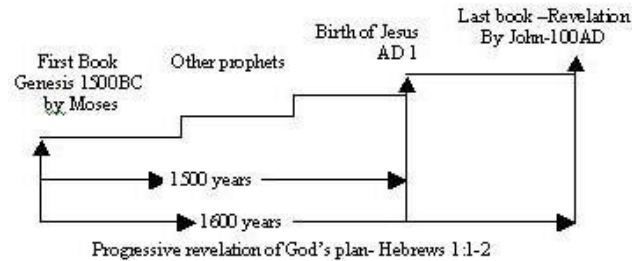 First Book
Genesis 1500BC
by Moses
Other prophets
Birth of Jesus
AD 1
Last book –Revelation
By John-100AD
1500 years
1600 years
Progressive revelation of God’s plan- Hebrews 1:1-2